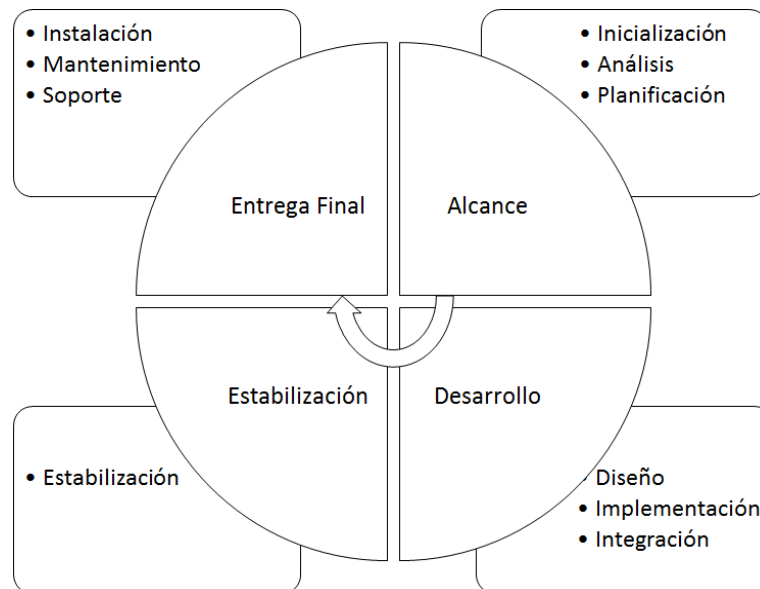 • Instalación
• Mantenimiento
• Soporte
• Inicialización
• Análisis
• Planificación
Entrega Final
Alcance
Estabilización
Desarrollo
• Estabilización
• Diseño
• Implementación
• Integración